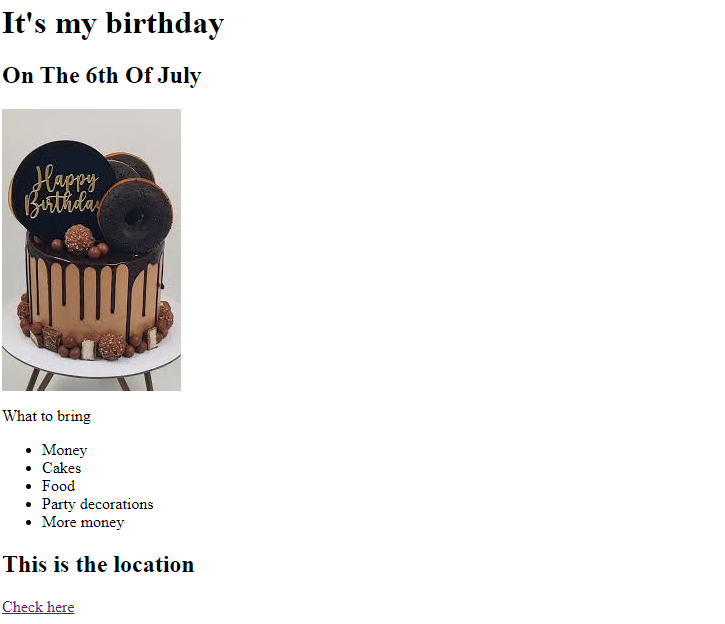 It's my birthday
On The 6th Of July
Happy
Birthday
What to bring
Money
Cakes
Food
Party decorations
More money
This is the location
Check here